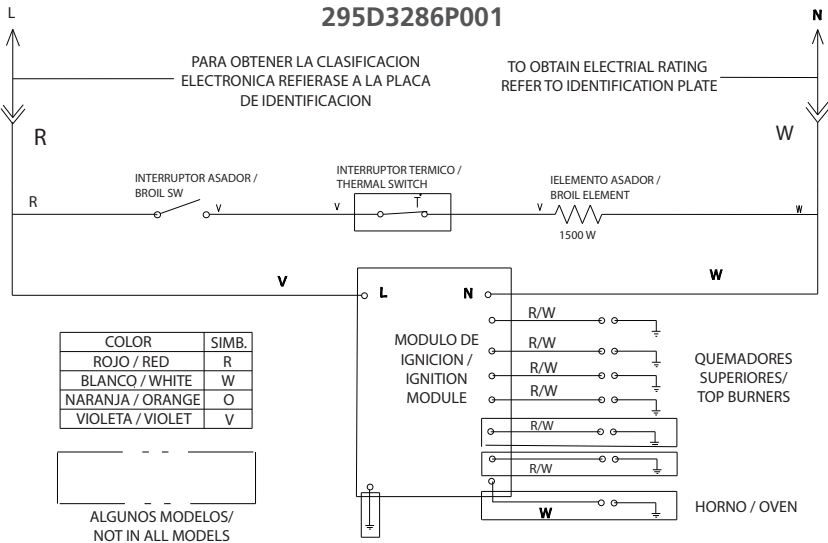 295D3286P001
L
N
PARA OBTENER LA CLASIFICACION
ELECTRONICA REFIERASE A LA PLACA
DE IDENTIFICACION
TO OBTAIN ELECTRIAL RATING
REFER TO IDENTIFICATION PLATE
R
W
INTERRUPTOR ASADOR /
BROIL SW
INTERRUPTOR TERMICO /
THERMAL SWITCH
IELEMENTO ASADOR /
BROIL ELEMENT
R
V
V
T
V
W
1500 W
V
L
N
W
MODULO DE
IGNICION /
IGNITION
MODULE
R/W
R/W
R/W
R/W
R/W
R/W
W
QUEMADORES
SUPERIORES/
TOP BURNERS
HORNO / OVEN
COLOR SIMB.
ROJO / RED R
BLANCO / WHITE W
NARANJA / ORANGE O
VIOLETA / VIOLET V
ALGUNOS MODELOS/
NOT IN ALL MODELS